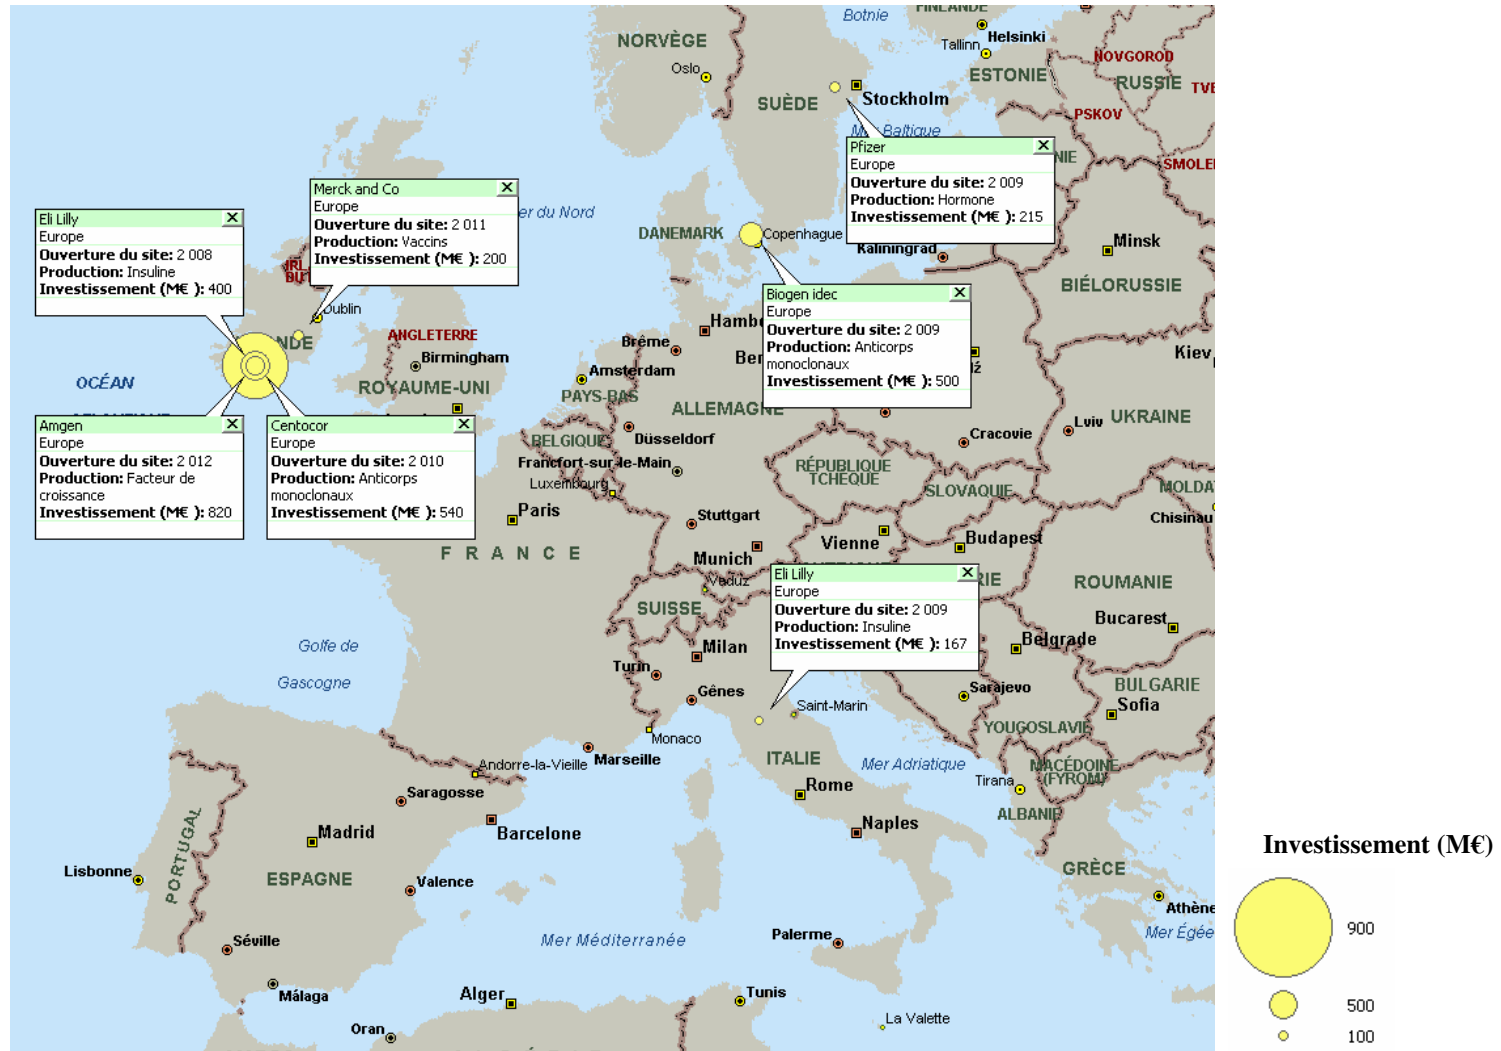 Botnie
FINLANDE
Helsinki
Tallinn
NORVÈGE
Oslo
ESTONIE
NOVGOROD
RUSSIE
SUÈDE
Stockholm
PSKOV
Mer Baltique
Pfizer
Europe
Ouverture du site: 2 009
Production: Hormone
Investissement (M€ ): 215
NIE
Merck and Co
Europe
Ouverture du site: 2 011
Production: Vaccins
Investissement (M€ ): 200
er du Nord
Eli Lilly
Europe
Ouverture du site: 2 008
Production: Insuline
Investissement (M€ ): 400
DANEMARK
Copenhague
Kaliningrad
Minsk
BIÉLORUSSIE
Dublin
NDE
ANGLETERRE
Birmingham
ROYAUME-UNI
Biogen idec
Europe
Ouverture du site: 2 009
Production: Anticorps
monoclonaux
Investissement (M€ ): 500
Hambo
Brême
Ber
Amsterdam
PAYS-BAS
ALLEMAGNE
Kiev
OCÉAN
UKRAINE
Lviv
Cracovie
Amgen
Europe
Ouverture du site: 2 012
Production: Facteur de
croissance
Investissement (M€ ): 820
Centocor
Europe
Ouverture du site: 2 010
Production: Anticorps
monoclonaux
Investissement (M€ ): 540
BELGIQUE
Düsseldorf
Francfort-sur-le-Main
Luxembourg
RÉPUBLIQUE
TCHEQUE
SLOVAQUIE
MOLDA
Chisinau
Paris
Stuttgart
FRANCE
Munich
Vienne
Budapest
Eli Lilly
Europe
Ouverture du site: 2 009
Production: Insuline
Investissement (M€ ): 167
RIE
ROUMANIE
Vaduz
SUISSE
Bucarest
Belgrade
Milan
Turin
Gênes
Golfe de
Gascogne
Saint-Marin
Sarajevo
BULGARIE
Sofia
YOUGOSLAVIE
Monaco
Marseille
ITALIE
Mer Adriatique
MACÉDOINE
(FYROM)
Tirana
Andorre-la-Vieille
Saragosse
Rome
ALBANIE
Madrid
Barcelone
Naples
PORTUGAL
Lisbonne
ESPAGNE
Valence
GRÈCE
Athène
Mer Égée
Séville
Mer Méditerranée
Palerme
Málaga
Alger
Tunis
La Valette
Oran
Investissement (M€)
900
500
100